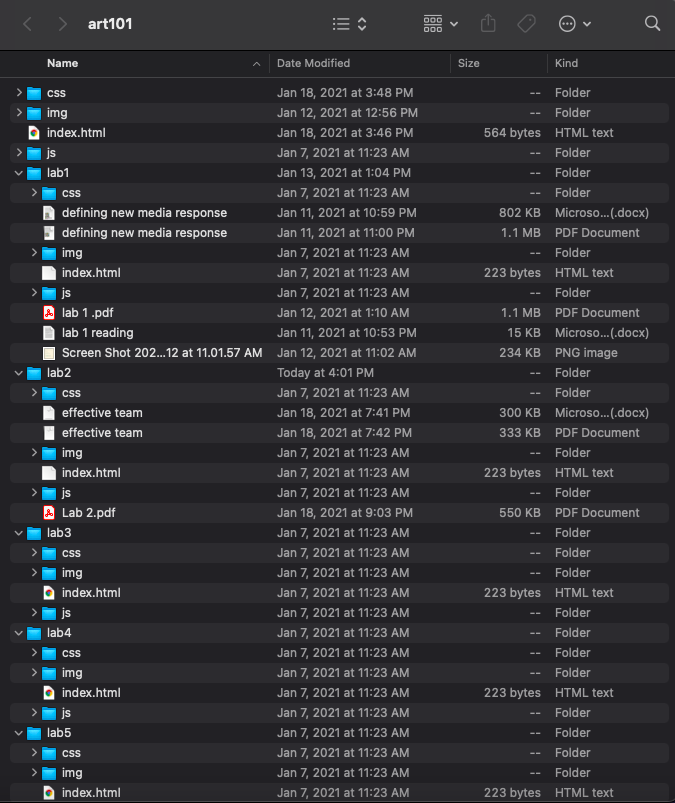 art101
Name Date Modified Size Kind
css Jan 18, 2021 at 3:48 PM -- Folder
img Jan 12, 2021 at 12:56 PM -- Folder
index.html Jan 18, 2021 at 3:46 PM 564 bytes HTML text
js Jan 7, 2021 at 11:23 AM -- Folder
lab1 Jan 13, 2021 at 1:04 PM -- Folder
css Jan 7, 2021 at 11:23 AM -- Folder
defining new media response Jan 11, 2021 at 10:59 PM 802 KB Microso...(.docx)
defining new media response Jan 11, 2021 at 11:00 PM 1.1 MB PDF Document
img Jan 7, 2021 at 11:23 AM -- Folder
index.html Jan 7, 2021 at 11:23 AM 223 bytes HTML text
js Jan 7, 2021 at 11:23 AM -- Folder
lab 1 .pdf Jan 12, 2021 at 1:10 AM 1.1 MB PDF Document
lab 1 reading Jan 11, 2021 at 10:53 PM 15 KB Microso...(.docx)
Screen Shot 202...12 at 11.01.57 AM Jan 12, 2021 at 11:02 AM 234 KB PNG image
lab2 Today at 4:01 PM -- Folder
css Jan 7, 2021 at 11:23 AM -- Folder
effective team Jan 18, 2021 at 7:41 PM 300 KB Microso...(.docx)
effective team Jan 18, 2021 at 7:42 PM 333 KB PDF Document
img Jan 7, 2021 at 11:23 AM -- Folder
index.html Jan 7, 2021 at 11:23 AM 223 bytes HTML text
js Jan 7, 2021 at 11:23 AM -- Folder
Lab 2.pdf Jan 18, 2021 at 9:03 PM 550 KB PDF Document
lab3 Jan 7, 2021 at 11:23 AM -- Folder
css Jan 7, 2021 at 11:23 AM -- Folder
img Jan 7, 2021 at 11:23 AM -- Folder
index.html Jan 7, 2021 at 11:23 AM 223 bytes HTML text
js Jan 7, 2021 at 11:23 AM -- Folder
lab4 Jan 7, 2021 at 11:23 AM -- Folder
css Jan 7, 2021 at 11:23 AM -- Folder
img Jan 7, 2021 at 11:23 AM -- Folder
index.html Jan 7, 2021 at 11:23 AM 223 bytes HTML text
js Jan 7, 2021 at 11:23 AM -- Folder
lab5 Jan 7, 2021 at 11:23 AM -- Folder
css Jan 7, 2021 at 11:23 AM -- Folder
img Jan 7, 2021 at 11:23 AM -- Folder
index.html Jan 7, 2021 at 11:23 AM 223 bytes HTML text